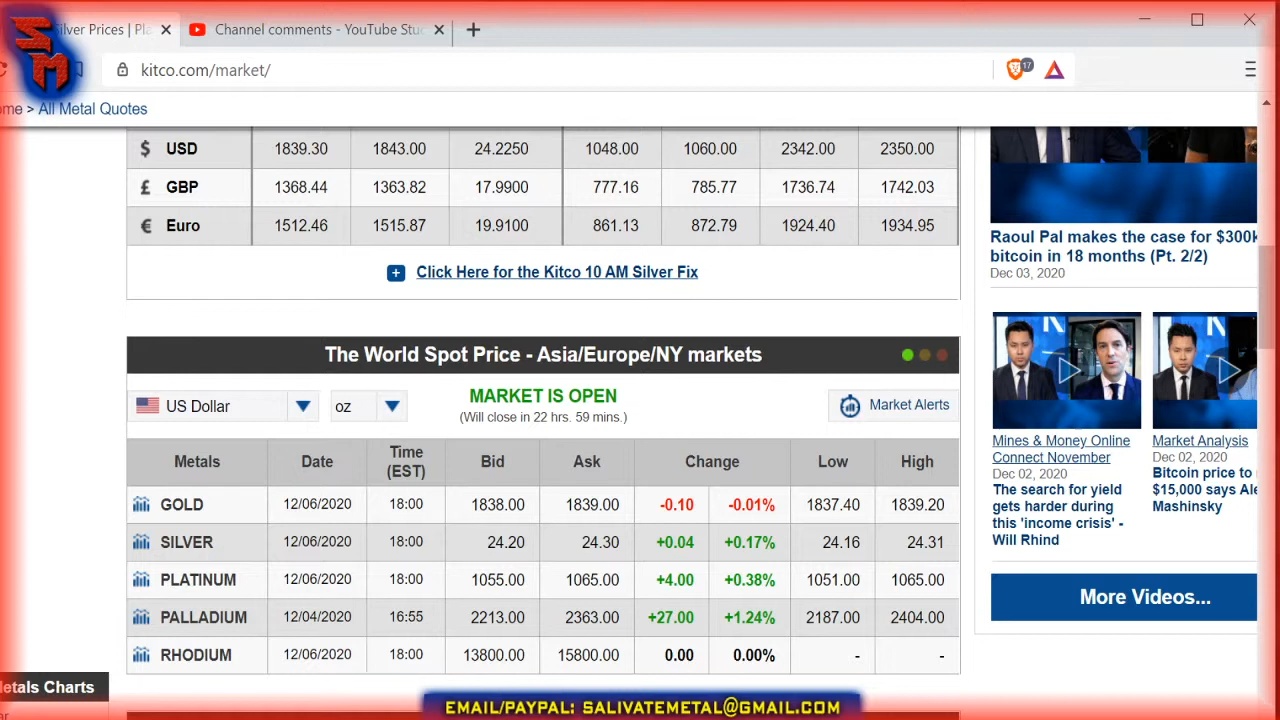 SM
Silver Prices | Pla
Channel comments - YouTube Stu
kitco.com/market/
17
ome > All Metal Quotes
$ USD 1839.30 1843.00 24.2250 1048.00 1060.00 2342.00 2350.00
£ GBP 1368.44 1363.82 17.9900 777.16 785.77 1736.74 1742.03
€ Euro 1512.46 1515.87 19.9100 861.13 872.79 1924.40 1934.95
Click Here for the Kitco 10 AM Silver Fix
The World Spot Price - Asia/Europe/NY markets
US Dollar
oz
MARKET IS OPEN
(Will close in 22 hrs. 59 mins.)
Market Alerts
Metals Date Time (EST) Bid Ask Change Low High
GOLD 12/06/2020 18:00 1838.00 1839.00 -0.10 -0.01% 1837.40 1839.20
SILVER 12/06/2020 18:00 24.20 24.30 +0.04 +0.17% 24.16 24.31
PLATINUM 12/06/2020 18:00 1055.00 1065.00 +4.00 +0.38% 1051.00 1065.00
PALLADIUM 12/04/2020 16:55 2213.00 2363.00 +27.00 +1.24% 2187.00 2404.00
RHODIUM 12/06/2020 18:00 13800.00 15800.00 0.00 0.00% - -
Raoul Pal makes the case for $300k
bitcoin in 18 months (Pt. 2/2)
Dec 03, 2020
Mines & Money Online
Connect November
Dec 02, 2020
The search for yield
gets harder during
this 'income crisis' -
Will Rhind
Market Analysis
Dec 02, 2020
Bitcoin price to
$15,000 says Ale
Mashinsky
More Videos...
etals Charts
EMAIL/PAYPAL: SALIVATEMETAL@GMAIL.COM